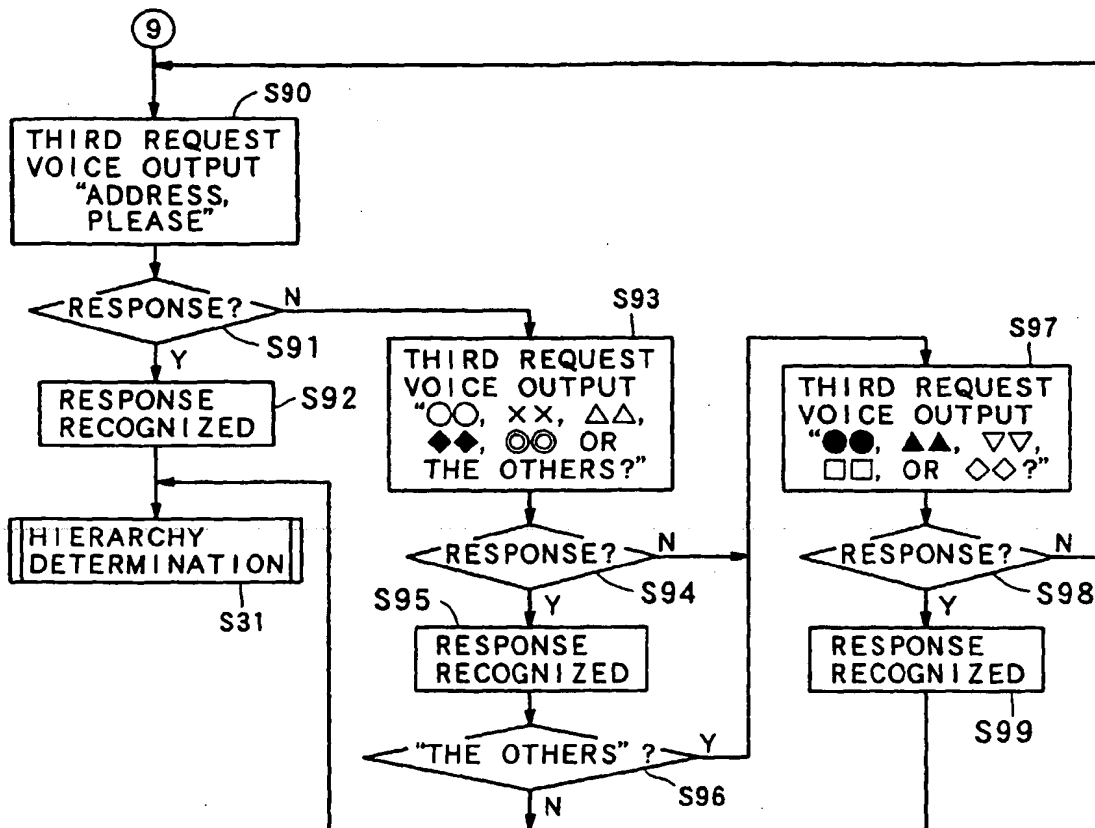 9
S90
THIRD REQUEST
VOICE OUTPUT
“ADDRESS,
PLEASE”
RESPONSE?
N
S91
Y
RESPONSE
RECOGNIZED
S92
HIERARCHY
DETERMINATION
S31
S93
THIRD REQUEST
VOICE OUTPUT
“○○, ××, △△,
◆◆, ◎◎ OR
THE OTHERS?”
RESPONSE?
N
S94
Y
S95
RESPONSE
RECOGNIZED
“THE OTHERS” ?
Y
S96
N
S97
THIRD REQUEST
VOICE OUTPUT
“●●, ▲▲, ▽▽,
□□, OR ◇◇?”
RESPONSE?
N
S98
Y
RESPONSE
RECOGNIZED
S99